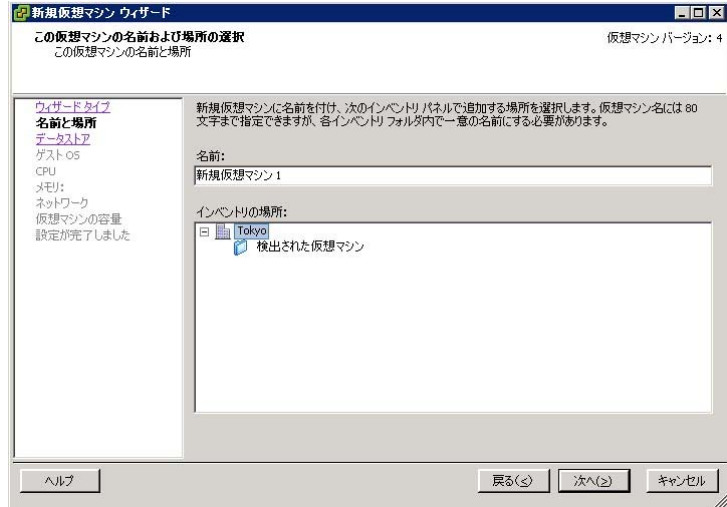 新規仮想マシン ウィザード
この仮想マシンの名前および場所の選択
この仮想マシンの名前と場所
仮想マシン バージョン: 4
ウィザード タイプ
名前と場所
データストア
ゲスト OS
CPU
メモリ:
ネットワーク
仮想マシンの容量
設定が完了しました
新規仮想マシンに名前を付け、次のインベントリ パネルで追加する場所を選択します。仮想マシン名には 80
文字まで指定できますが、各インベントリ フォルダ内で一意の名前にする必要があります。
名前:
新規仮想マシン 1
インベントリの場所:
Tokyo
検出された仮想マシン
ヘルプ
戻る(≤)
次へ(≥)
キャンセル